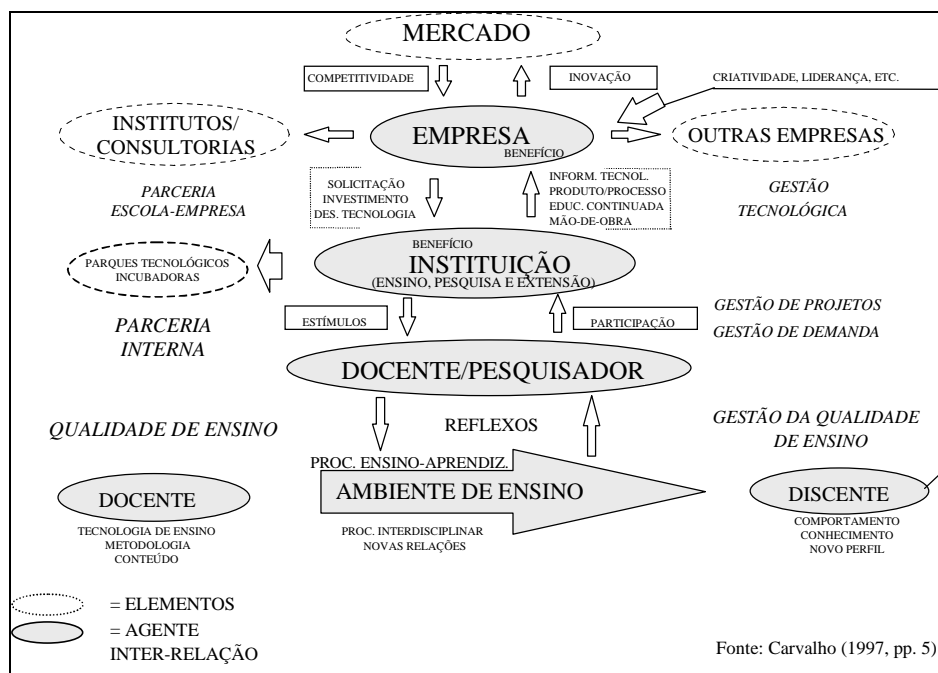 MERCADO
COMPETITIVIDADE
INOVAÇÃO
CRIATIVIDADE, LIDERANÇA, ETC.
INSTITUTOS/
CONSULTORIAS
EMPRESA
BENEFÍCIO
OUTRAS EMPRESAS
PARCERIA
ESCOLA-EMPRESA
SOLICITAÇÃO
INVESTIMENTO
DES. TECNOLOGIA
INFORM. TECNOL.
PRODUTO/PROCESSO
EDUC. CONTINUADA
MÃO-DE-OBRA
GESTÃO
TECNOLÓGICA
PARQUES TECNOLÓGICOS
INCUBADORAS
BENEFÍCIO
INSTITUIÇÃO
(ENSINO, PESQUISA E EXTENSÃO)
PARCERIA
INTERNA
ESTÍMULOS
PARTICIPAÇÃO
GESTÃO DE PROJETOS
GESTÃO DE DEMANDA
DOCENTE/PESQUISADOR
QUALIDADE DE ENSINO
REFLEXOS
GESTÃO DA QUALIDADE
DE ENSINO
PROC. ENSINO-APRENDIZ.
DOCENTE
AMBIENTE DE ENSINO
DISCENTE
TECNOLOGIA DE ENSINO
METODOLOGIA
CONTEÚDO
PROC. INTERDISCIPLINAR
NOVAS RELAÇÕES
COMPORTAMENTO
CONHECIMENTO
NOVO PERFIL
= ELEMENTOS
= AGENTE
INTER-RELAÇÃO
Fonte: Carvalho (1997, pp. 5)